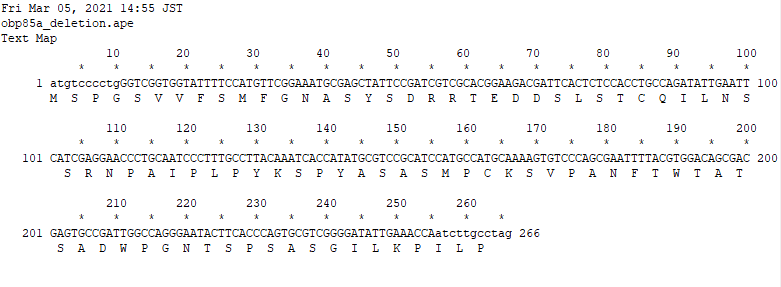 Fri Mar 05, 2021 14:55 JST
obp85a_deletion.ape
Text Map
10 20 30 40 50 60 70 80 90 100
* * * * * * * * * * * * * * * * * * * *
1 atgtcccctgGGTCGGTGGTATTTTCCATGTTCGGAAATGCGAGCTATTCCGATCGTCGCACGGAAGACGATTCACTCTCCACCTGCCAGATATTGAATT 100
M S P G S V V F S M F G N A S Y S D R R T E D D S L S T C Q I L N S
110 120 130 140 150 160 170 180 190 200
* * * * * * * * * * * * * * * * * * * *
101 CATCGAGGAACCCTGCAATCCCTTTGCCTTACAAATCACCATATGCGTCCGCATCCATGCCATGCAAAAGTGTCCCAGCGAATTTTACGTGGACAGCGAC 200
S R N P A I P L P Y K S P Y A S A S M P C K S V P A N F T W T A T
210 220 230 240 250 260
* * * * * * * * * * * * *
201 GAGTGCCGATTGGCCAGGGAATACTTCACCCAGTGCGTCGGGGATATTGAAACCAatcttgcctag 266
S A D W P G N T S P S A S G I L K P I L P